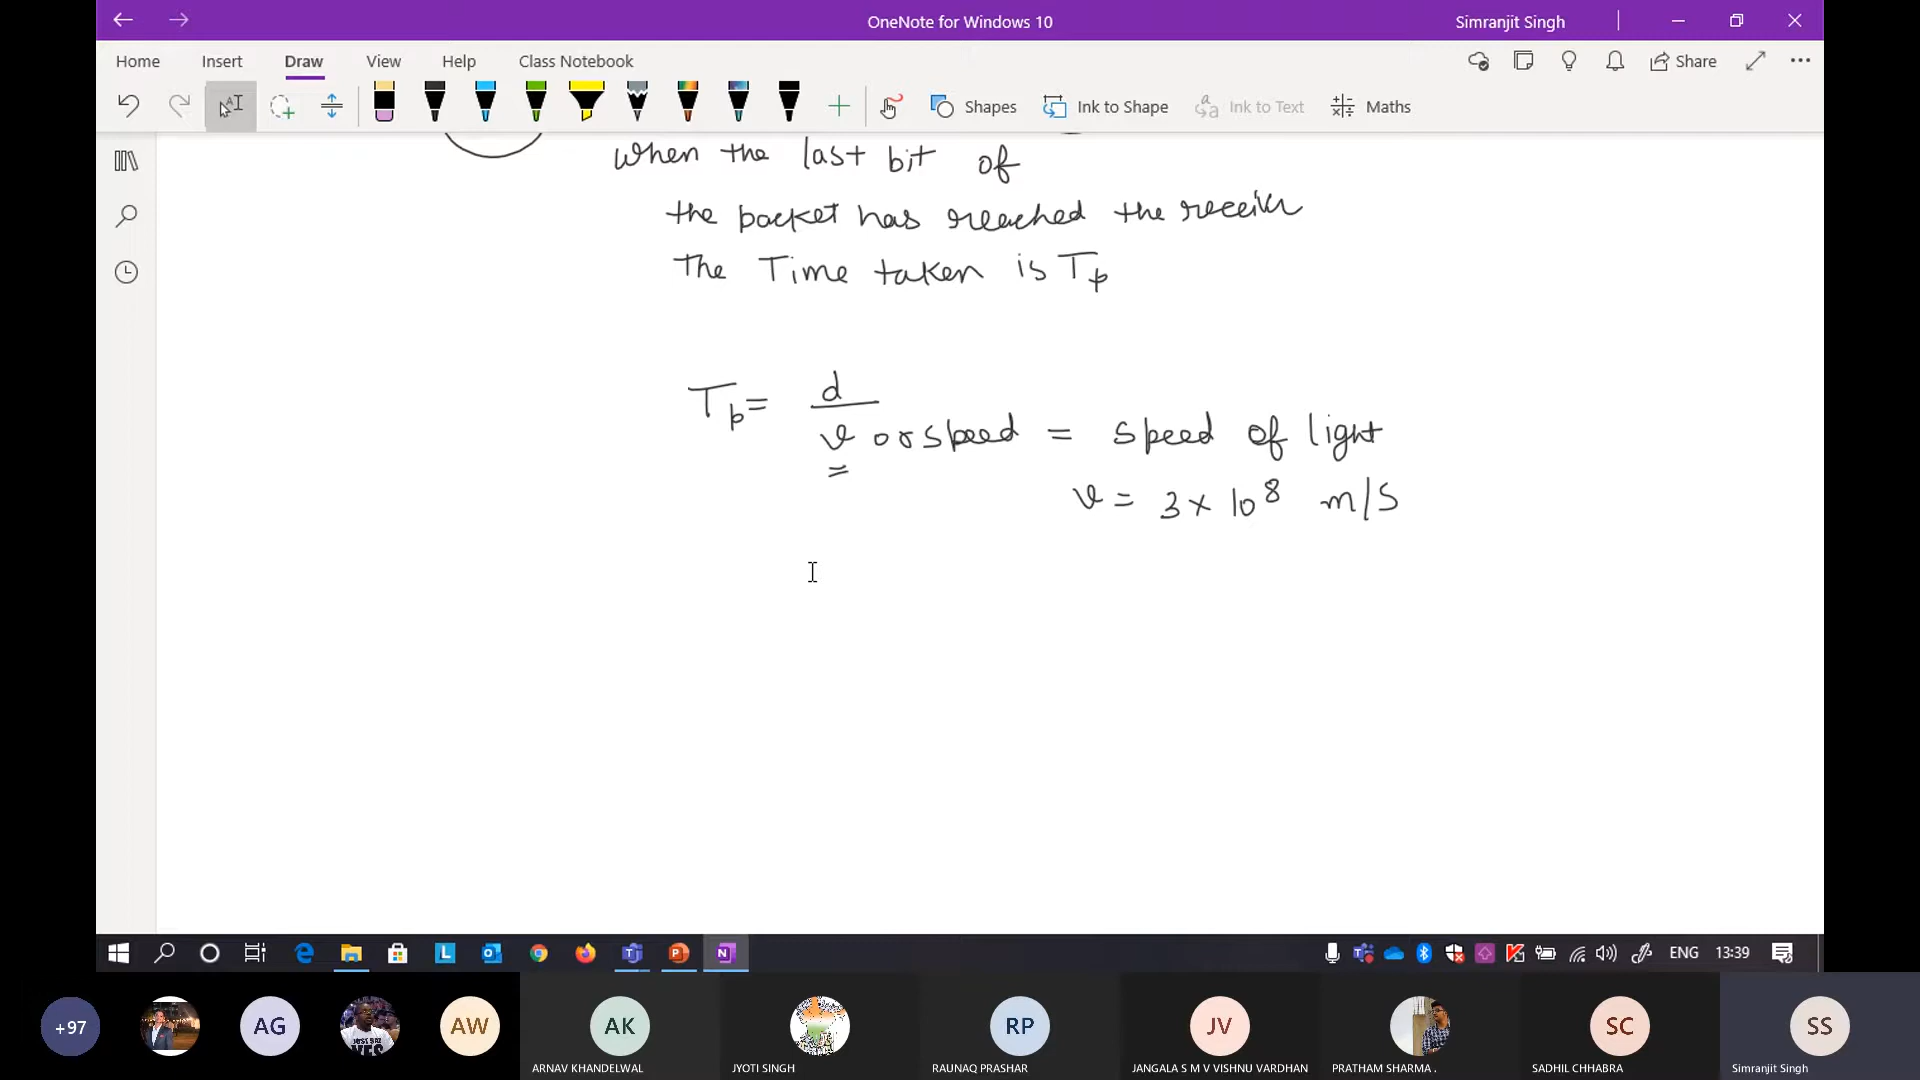 OneNote for Windows 10
Simranjit Singh
Home Insert Draw View Help Class Notebook
Share
Shapes Ink to Shape Ink to Text Maths
When the last bit of
the packet has reached the
The Time taken is Tp
Tp = d
v or speed = speed of light
v = 3 x 10^8 m/s
ENG 13:39
+97 AG AW AK RP JV SC SS
ARNAV KHANDELWAL JYOTI SINGH RAUNAQ PRASHAR JANGALA S M V VISHNU VARDHAN PRATHAM SHARMA . SADHIL CHHABRA Simranjit Singh